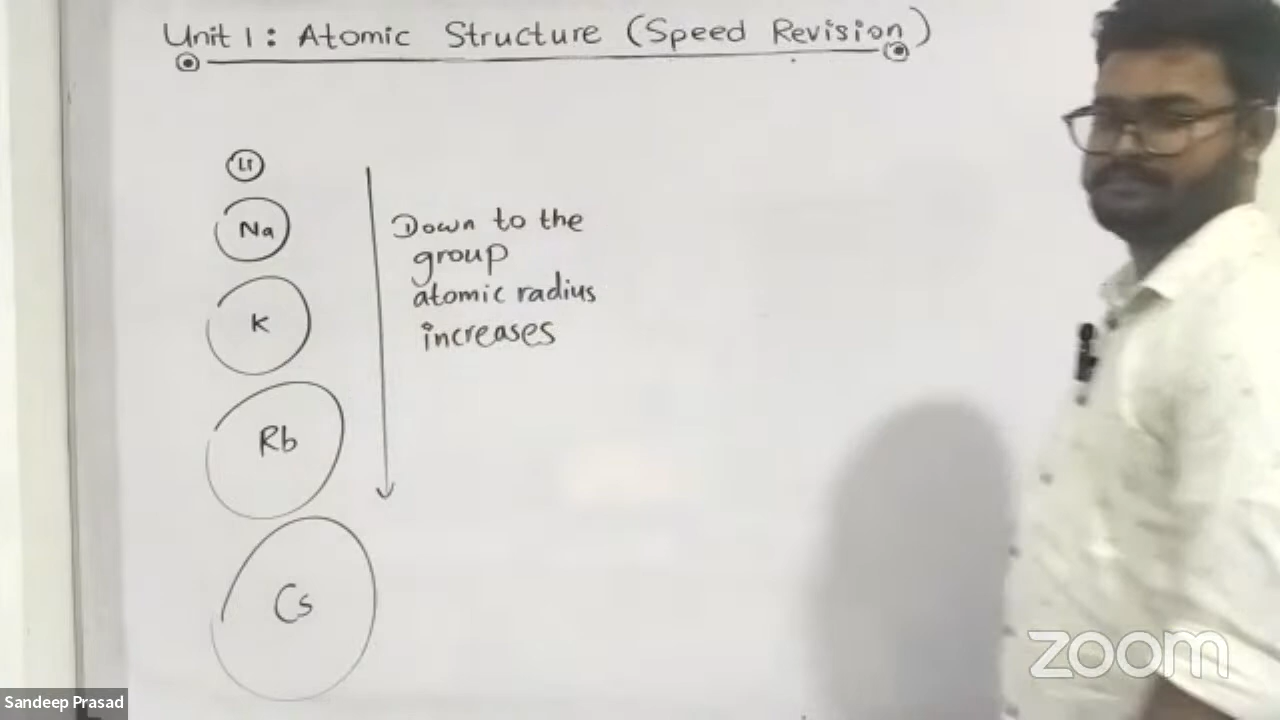 Unit 1: Atomic Structure (Speed Revision)
Li
Na
K
Rb
Cs
Down to the
group
atomic radius
increases
Sandeep Prasad
zoom